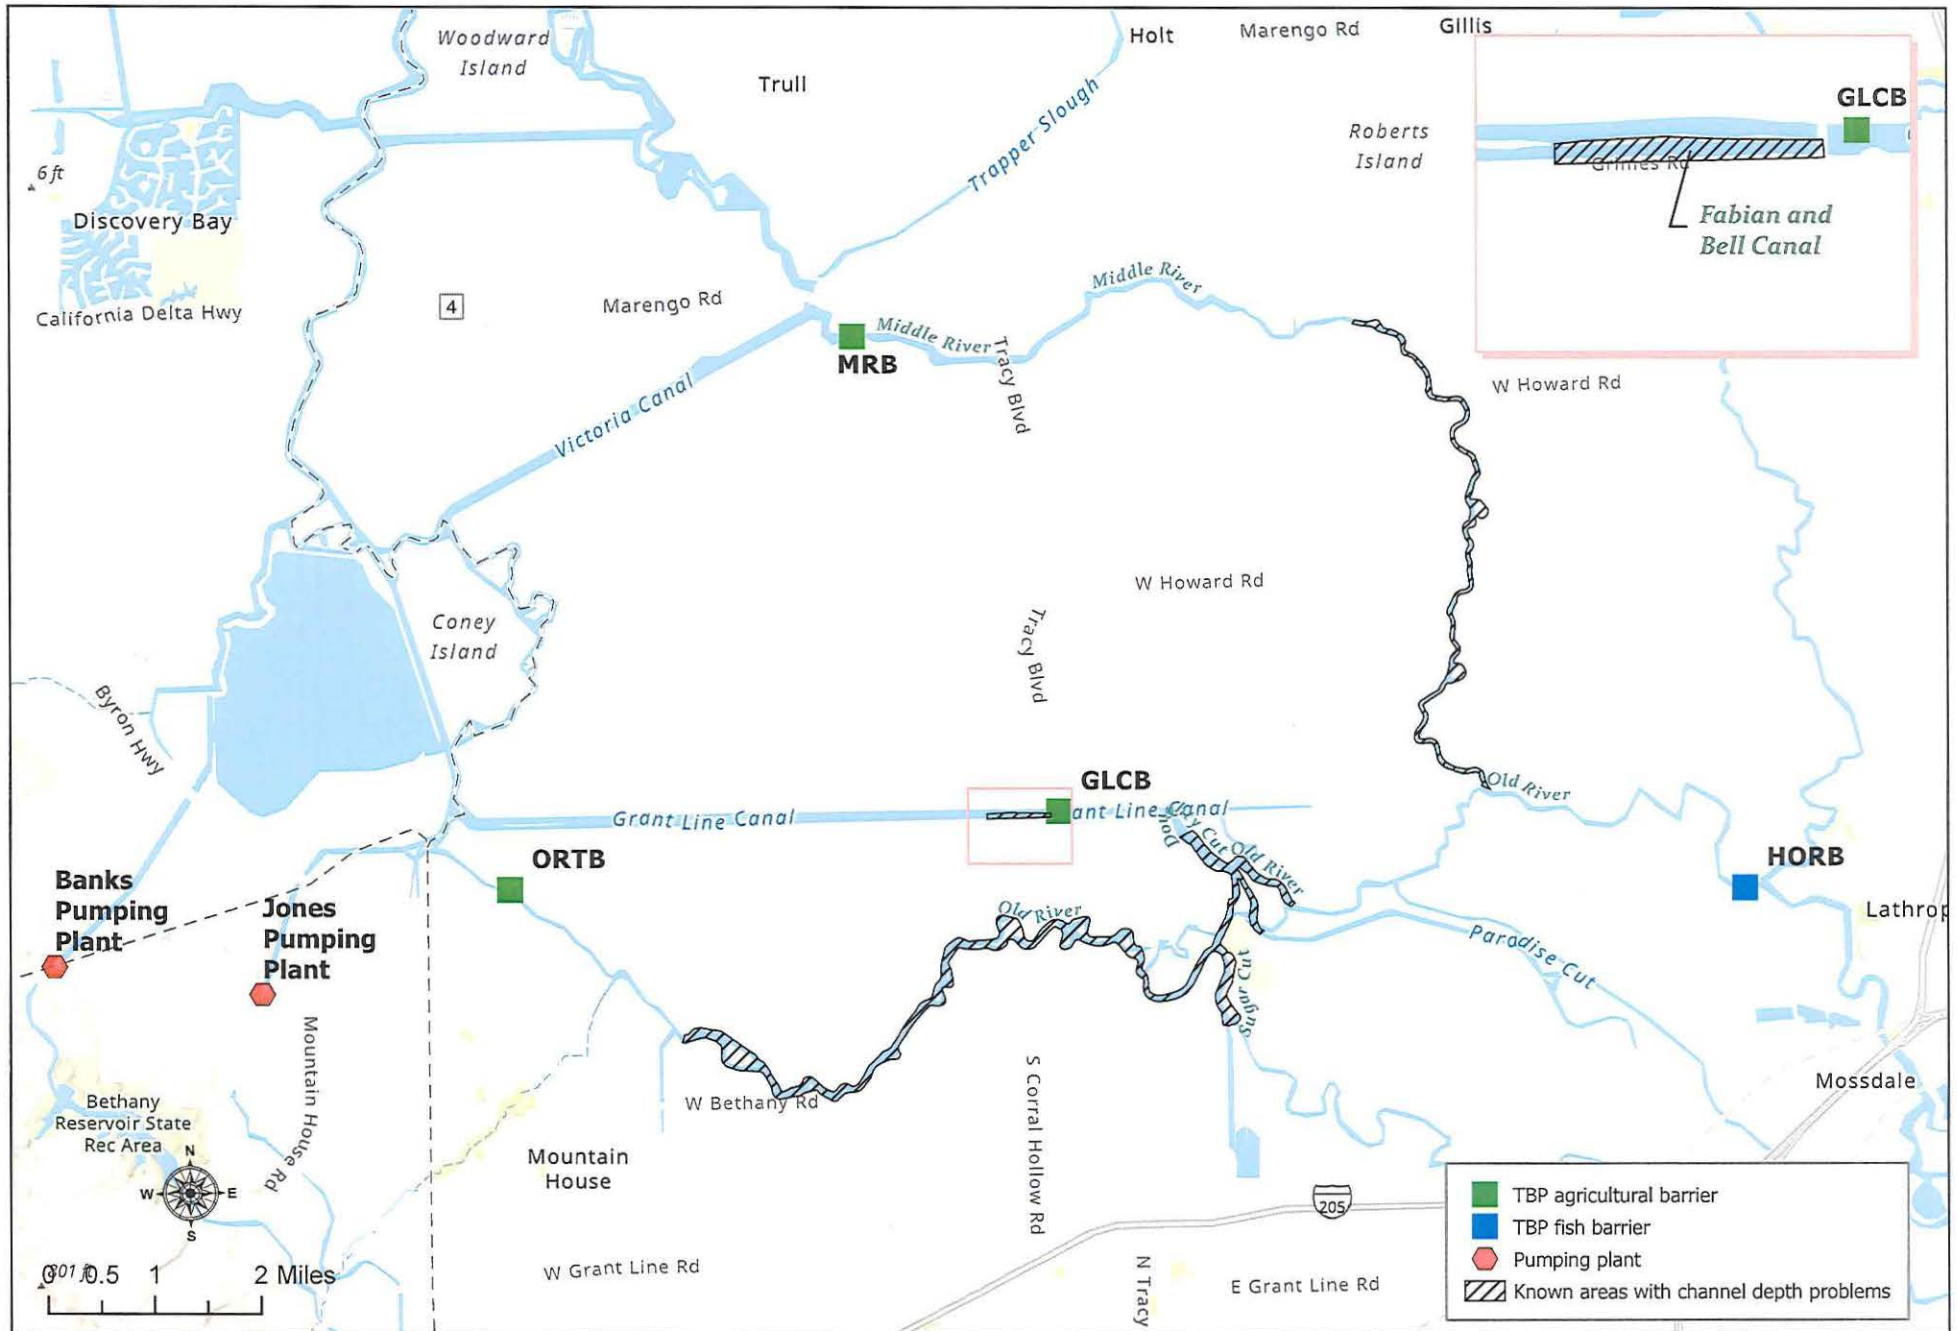 Woodward
Island
Holt
Marengo Rd
Gillis
Trull
Trapper Slough
Roberts
Island
GLCB
Grimes Rd
Fabian and
Bell Canal
6 ft
Discovery Bay
California Delta Hwy
4
Marengo Rd
Middle River
Middle River
MRB
Tracy Blvd
W Howard Rd
Victoria Canal
W Howard Rd
Coney
Island
Tracy Blvd
Byron Hwy
GLCB
Grant Line Canal
ant Line Canal
Old River
Old River
HORB
ORTB
Banks
Pumping
Plant
Jones
Pumping
Plant
Old River
Lathrop
Paradise Cut
Sugar Cut
Mountain House Rd
S Corral Hollow Rd
W Bethany Rd
Mossdale
Bethany
Reservoir State
Rec Area
N
W
E
S
Mountain
House
205
W Grant Line Rd
N Tracy
E Grant Line Rd
0 0.5 1 2 Miles
TBP agricultural barrier
TBP fish barrier
Pumping plant
Known areas with channel depth problems